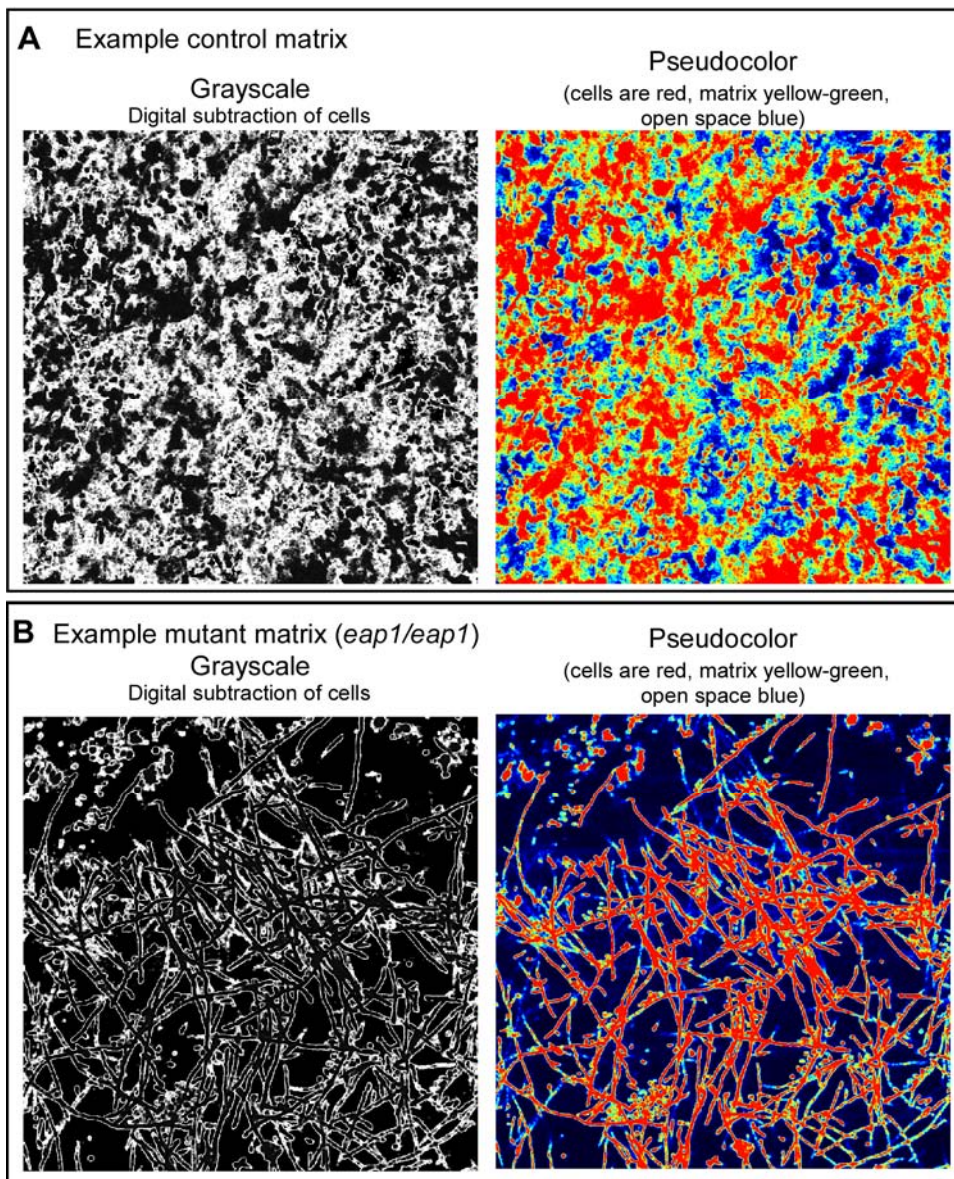 A Example control matrix
Grayscale
Digital subtraction of cells
Pseudocolor
(cells are red, matrix yellow-green,
open space blue)
B Example mutant matrix (eap1/eap1)
Grayscale
Digital subtraction of cells
Pseudocolor
(cells are red, matrix yellow-green,
open space blue)